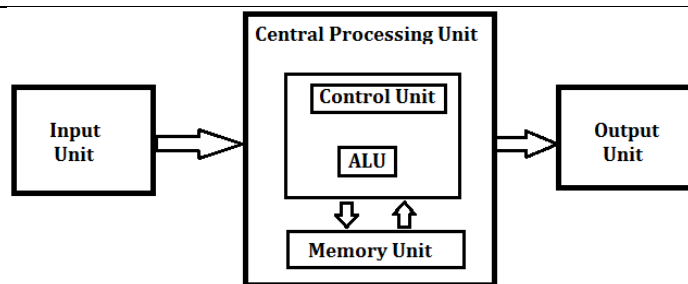 Central Processing Unit
Control Unit
Input
Unit
ALU
Output
Unit
Memory Unit